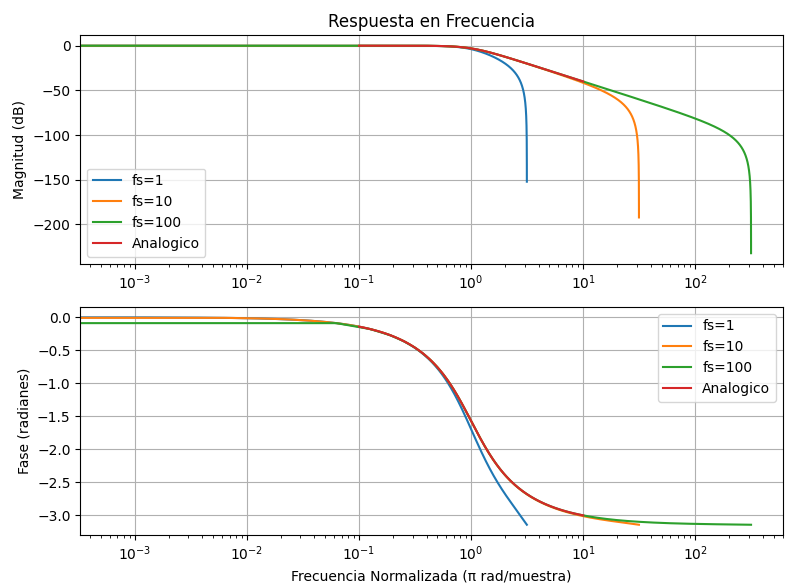 Respuesta en Frecuencia
Magnitud (dB)
0
−50
−100
−150
−200
fs=1
fs=10
fs=100
Analogico
10⁻³
10⁻²
10⁻¹
10⁰
10¹
10²
Fase (radianes)
0.0
−0.5
−1.0
−1.5
−2.0
−2.5
−3.0
fs=1
fs=10
fs=100
Analogico
10⁻³
10⁻²
10⁻¹
10⁰
10¹
10²
Frecuencia Normalizada (π rad/muestra)